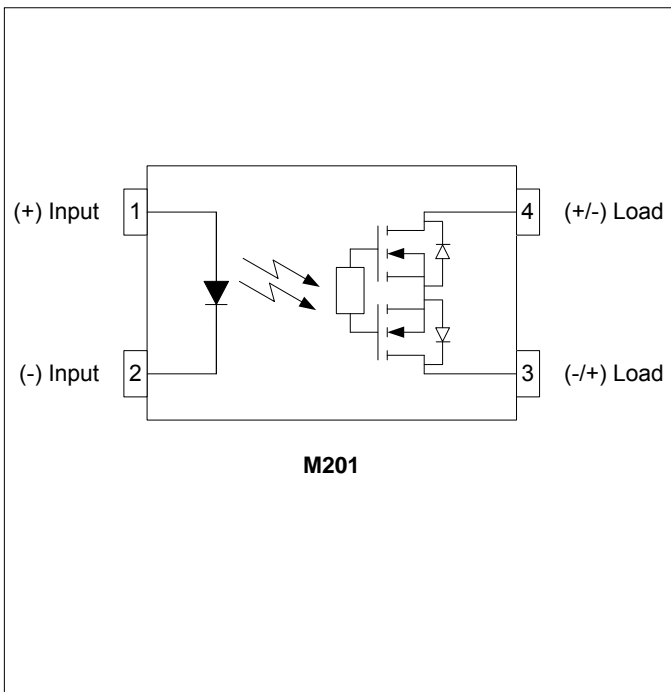 (+) Input 1 4 (+/-) Load
(-) Input 2 3 (-/+) Load
M201